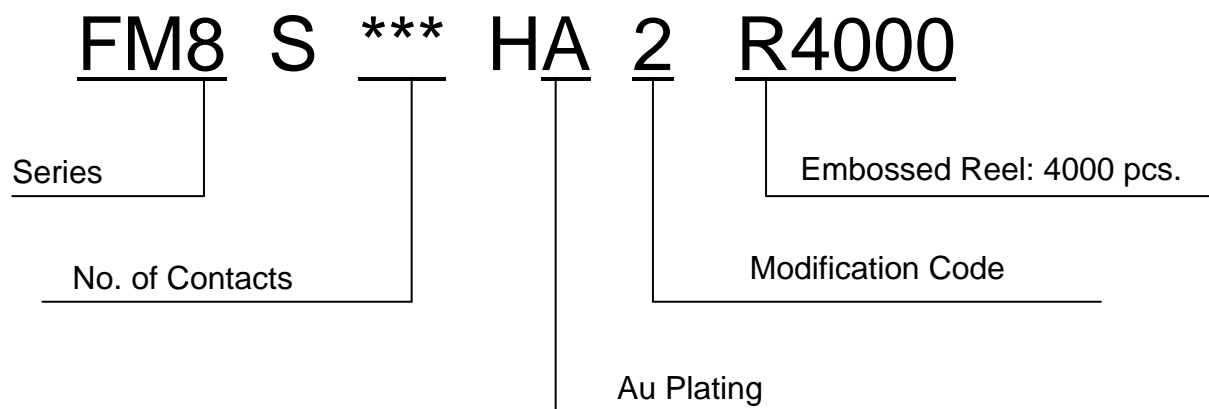 FM8 S *** HA 2 R4000
Series
Embossed Reel: 4000 pcs.
No. of Contacts
Modification Code
Au Plating